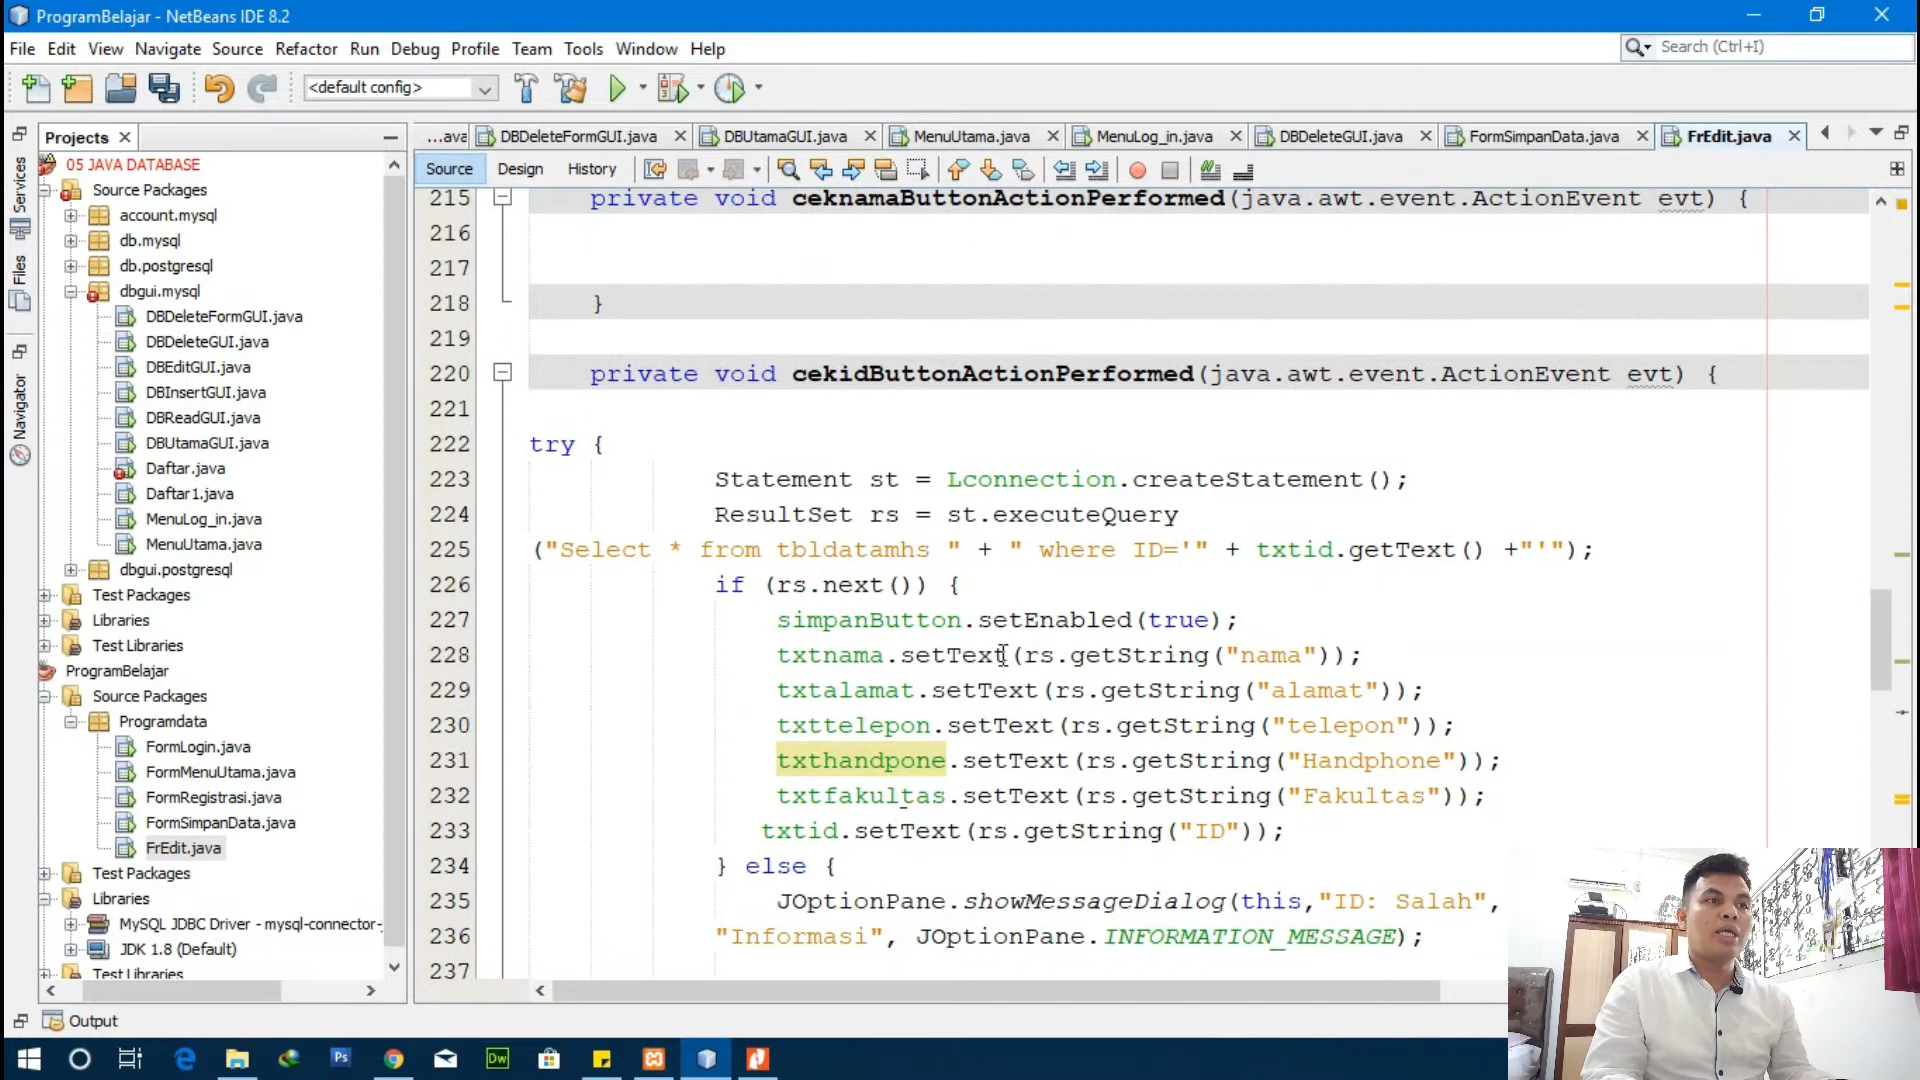 ProgramBelajar - NetBeans IDE 8.2
File Edit View Navigate Source Refactor Run Debug Profile Team Tools Window Help
Search (Ctrl+I)
<default config>
Projects
...ava DBDeleteFormGUI.java DBUtamaGUI.java MenuUtama.java MenuLog_in.java DBDeleteGUI.java FormSimpanData.java FrEdit.java
Source Design History
Services
Files
Navigator
05 JAVA DATABASE
Source Packages
account.mysql
db.mysql
db.postgresql
dbgui.mysql
DBDeleteFormGUI.java
DBDeleteGUI.java
DBEditGUI.java
DBInsertGUI.java
DBReadGUI.java
DBUtamaGUI.java
Daftar.java
Daftar1.java
MenuLog_in.java
MenuUtama.java
dbgui.postgresql
Test Packages
Libraries
Test Libraries
ProgramBelajar
Source Packages
Programdata
FormLogin.java
FormMenuUtama.java
FormRegistrasi.java
FormSimpanData.java
FrEdit.java
Test Packages
Libraries
MySQL JDBC Driver - mysql-connector-
JDK 1.8 (Default)
Test Libraries
215 private void ceknamaButtonActionPerformed(java.awt.event.ActionEvent evt) {
216
217
218 }
219
220 private void cekidButtonActionPerformed(java.awt.event.ActionEvent evt) {
221
222 try {
223 Statement st = Lconnection.createStatement();
224 ResultSet rs = st.executeQuery
225 ("Select * from tbldatamhs " + " where ID='" + txtid.getText() +"'");
226 if (rs.next()) {
227 simpanButton.setEnabled(true);
228 txtnama.setText(rs.getString("nama"));
229 txtalamat.setText(rs.getString("alamat"));
230 txttelepon.setText(rs.getString("telepon"));
231 txthandpone.setText(rs.getString("Handphone"));
232 txtfakultas.setText(rs.getString("Fakultas"));
233 txtid.setText(rs.getString("ID"));
234 } else {
235 JOptionPane.showMessageDialog(this,"ID: Salah",
236 "Informasi", JOptionPane.INFORMATION_MESSAGE);
237
Output
Ps
Dw